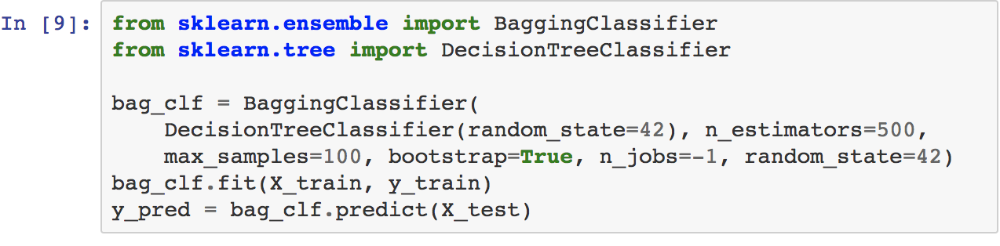 In [9]: from sklearn.ensemble import BaggingClassifier
from sklearn.tree import DecisionTreeClassifier

bag_clf = BaggingClassifier(
    DecisionTreeClassifier(random_state=42), n_estimators=500,
    max_samples=100, bootstrap=True, n_jobs=-1, random_state=42)
bag_clf.fit(X_train, y_train)
y_pred = bag_clf.predict(X_test)